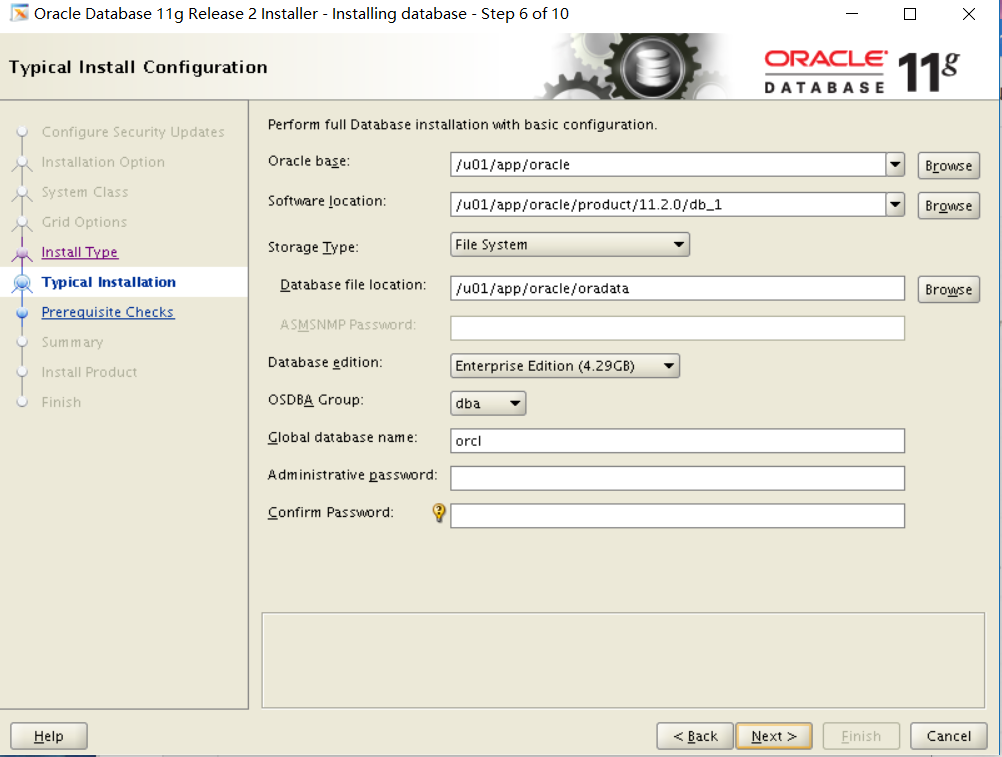 Oracle Database 11g Release 2 Installer - Installing database - Step 6 of 10
Typical Install Configuration
ORACLE
DATABASE
11g
Configure Security Updates
Installation Option
System Class
Grid Options
Install Type
Typical Installation
Prerequisite Checks
Summary
Install Product
Finish
Perform full Database installation with basic configuration.
Oracle base: /u01/app/oracle Browse
Software location: /u01/app/oracle/product/11.2.0/db_1 Browse
Storage Type: File System
Database file location: /u01/app/oracle/oradata Browse
ASMSNMP Password:
Database edition: Enterprise Edition (4.29GB)
OSDBA Group: dba
Global database name: orcl
Administrative password:
Confirm Password:
Help < Back Next > Finish Cancel